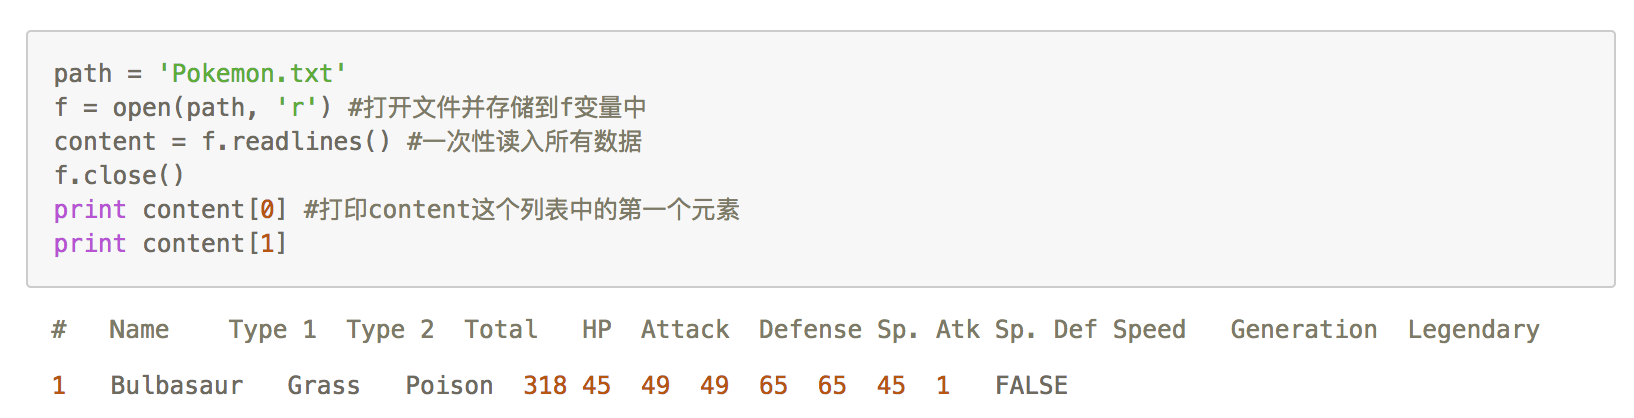 path = 'Pokemon.txt'
f = open(path, 'r') #打开文件并存储到f变量中
content = f.readlines() #一次性读入所有数据
f.close()
print content[0] #打印content这个列表中的第一个元素
print content[1]
# Name Type 1 Type 2 Total HP Attack Defense Sp. Atk Sp. Def Speed Generation Legendary
1 Bulbasaur Grass Poison 318 45 49 49 65 65 45 1 FALSE